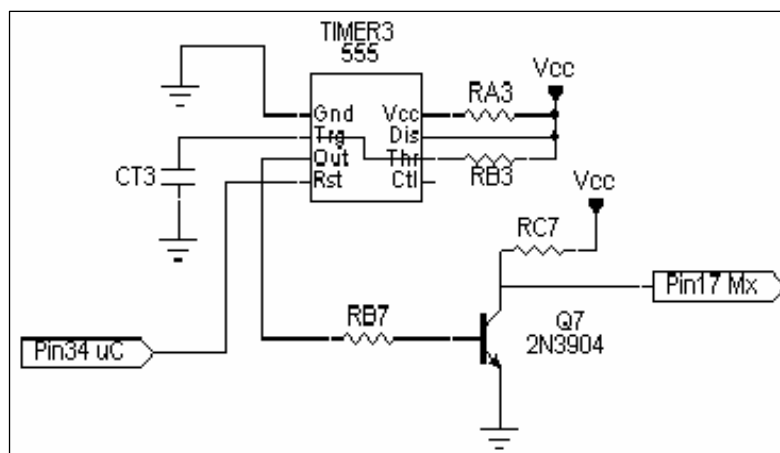 TIMER3
555
Vcc
RA3
Gnd
Vcc
Trg
Dis
Out
Thr
RB3
Rst
Ctl
CT3
Vcc
RC7
Pin17 Mx
RB7
Q7
2N3904
Pin34 uC